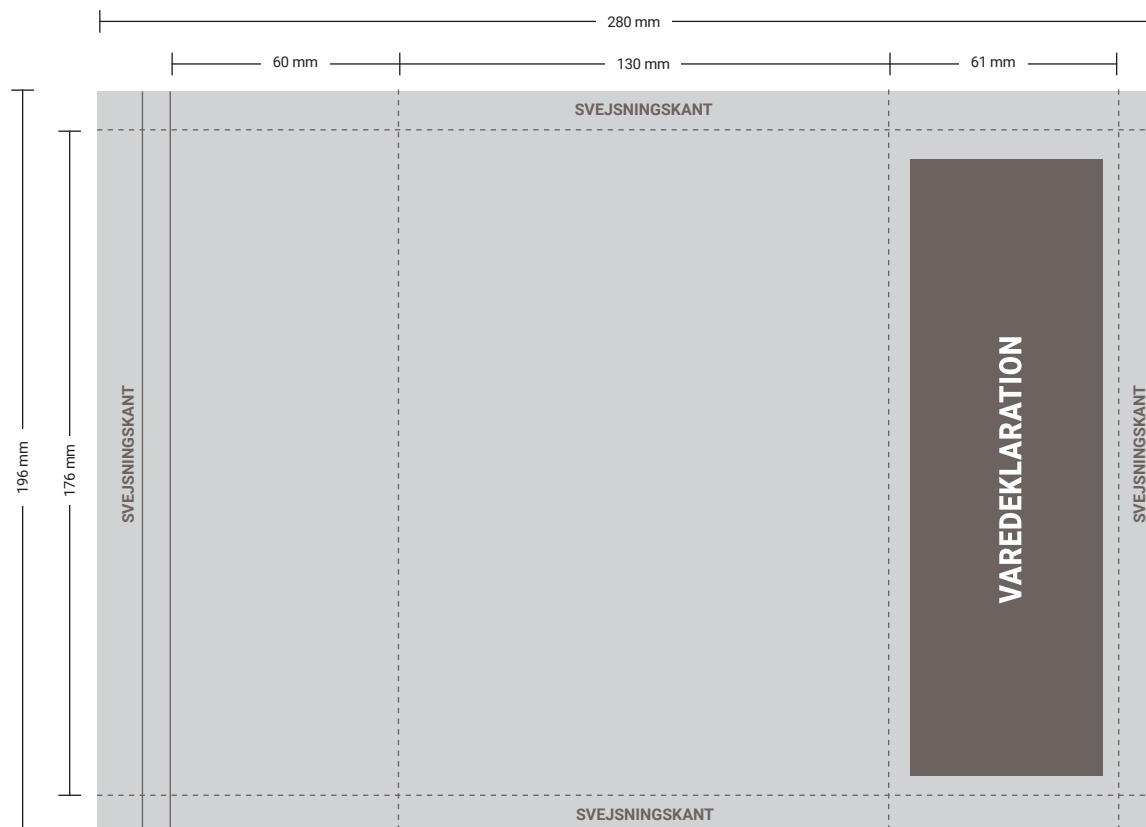 280 mm
60 mm
130 mm
61 mm
SVEJSNINGSKANT
196 mm
176 mm
SVEJSNINGSKANT
VAREDEKLARATION
SVEJSNINGSKANT
SVEJSNINGSKANT